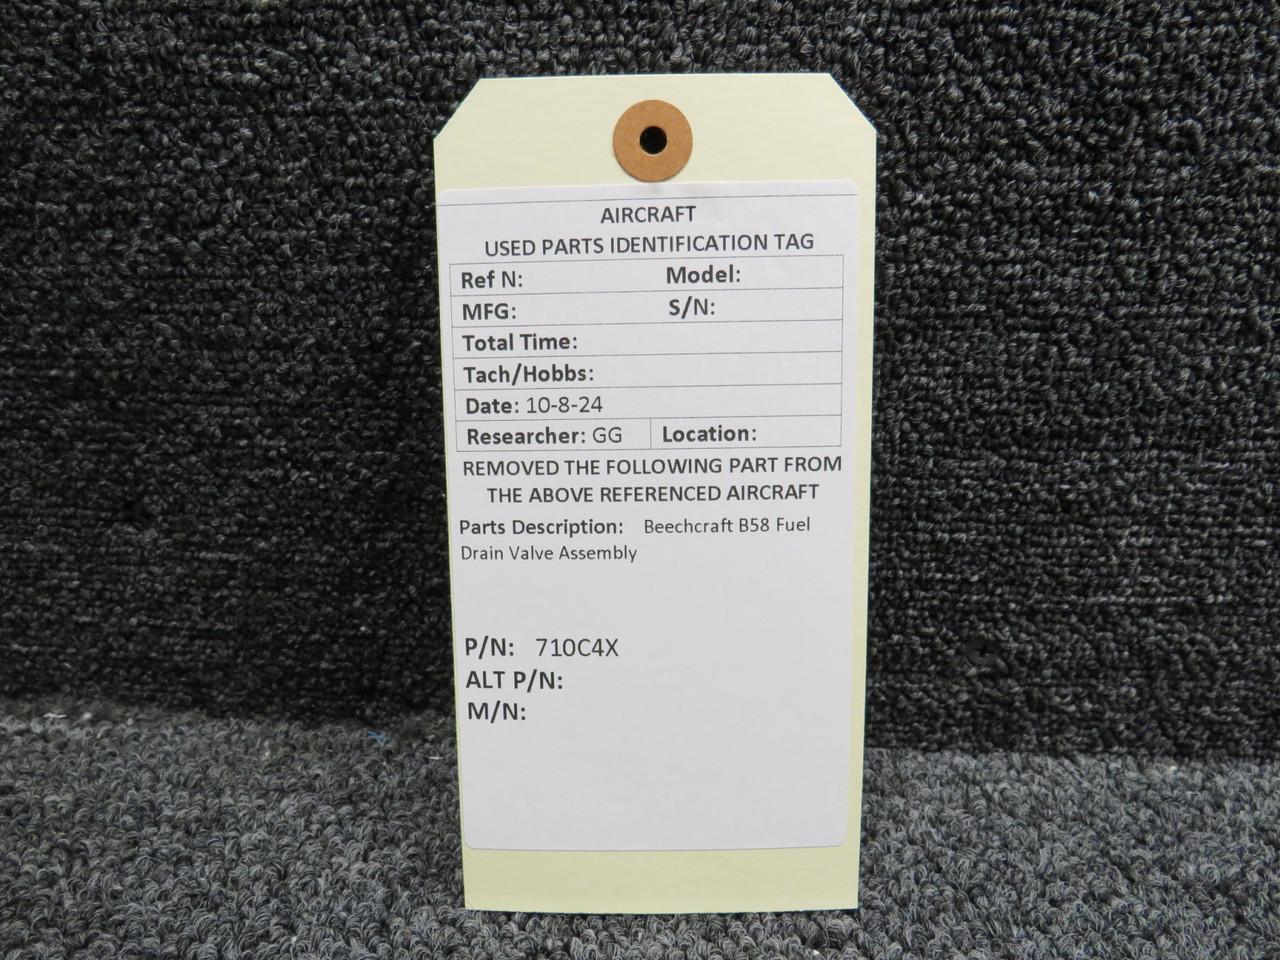 AIRCRAFT
USED PARTS IDENTIFICATION TAG
Ref N: Model:
MFG: S/N:
Total Time:
Tach/Hobbs:
Date: 10-8-24
Researcher: GG Location:
REMOVED THE FOLLOWING PART FROM
THE ABOVE REFERENCED AIRCRAFT
Parts Description: Beechcraft B58 Fuel
Drain Valve Assembly
P/N: 710C4X
ALT P/N:
M/N: